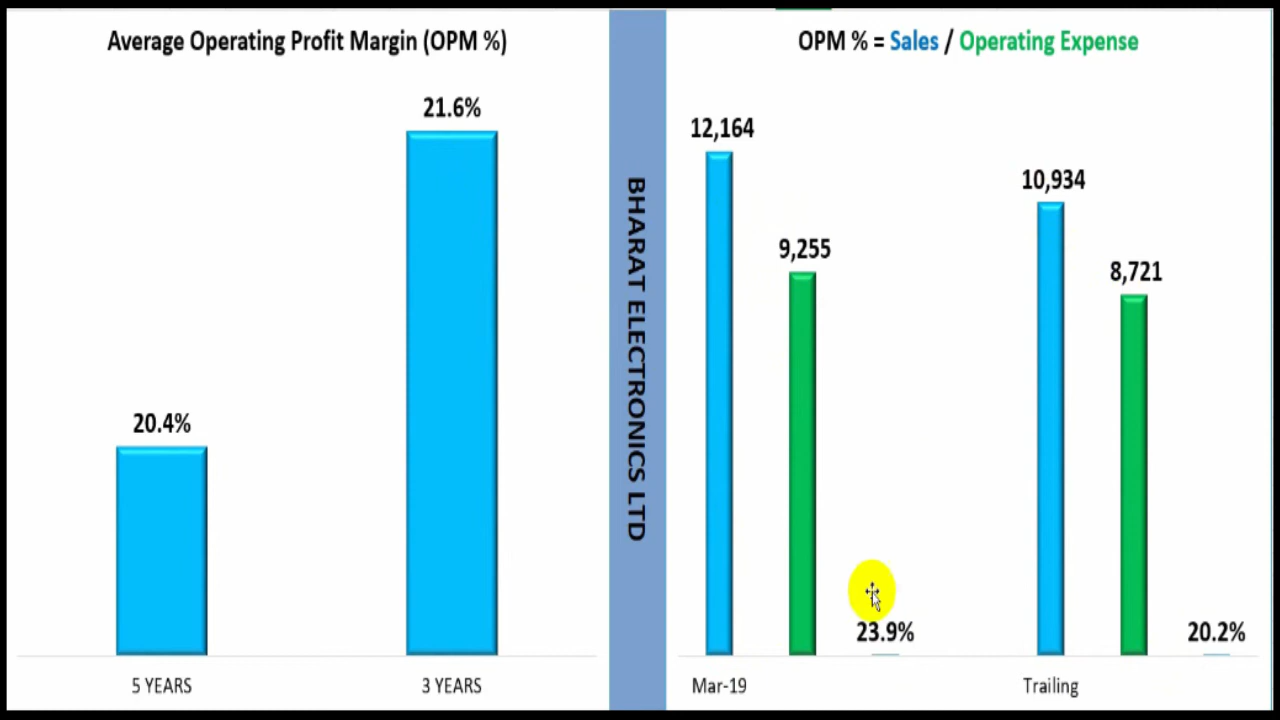 Average Operating Profit Margin (OPM %)
21.6%
20.4%
5 YEARS
3 YEARS
BHARAT ELECTRONICS LTD
OPM % = Sales / Operating Expense
12,164
9,255
23.9%
10,934
8,721
20.2%
Mar-19
Trailing